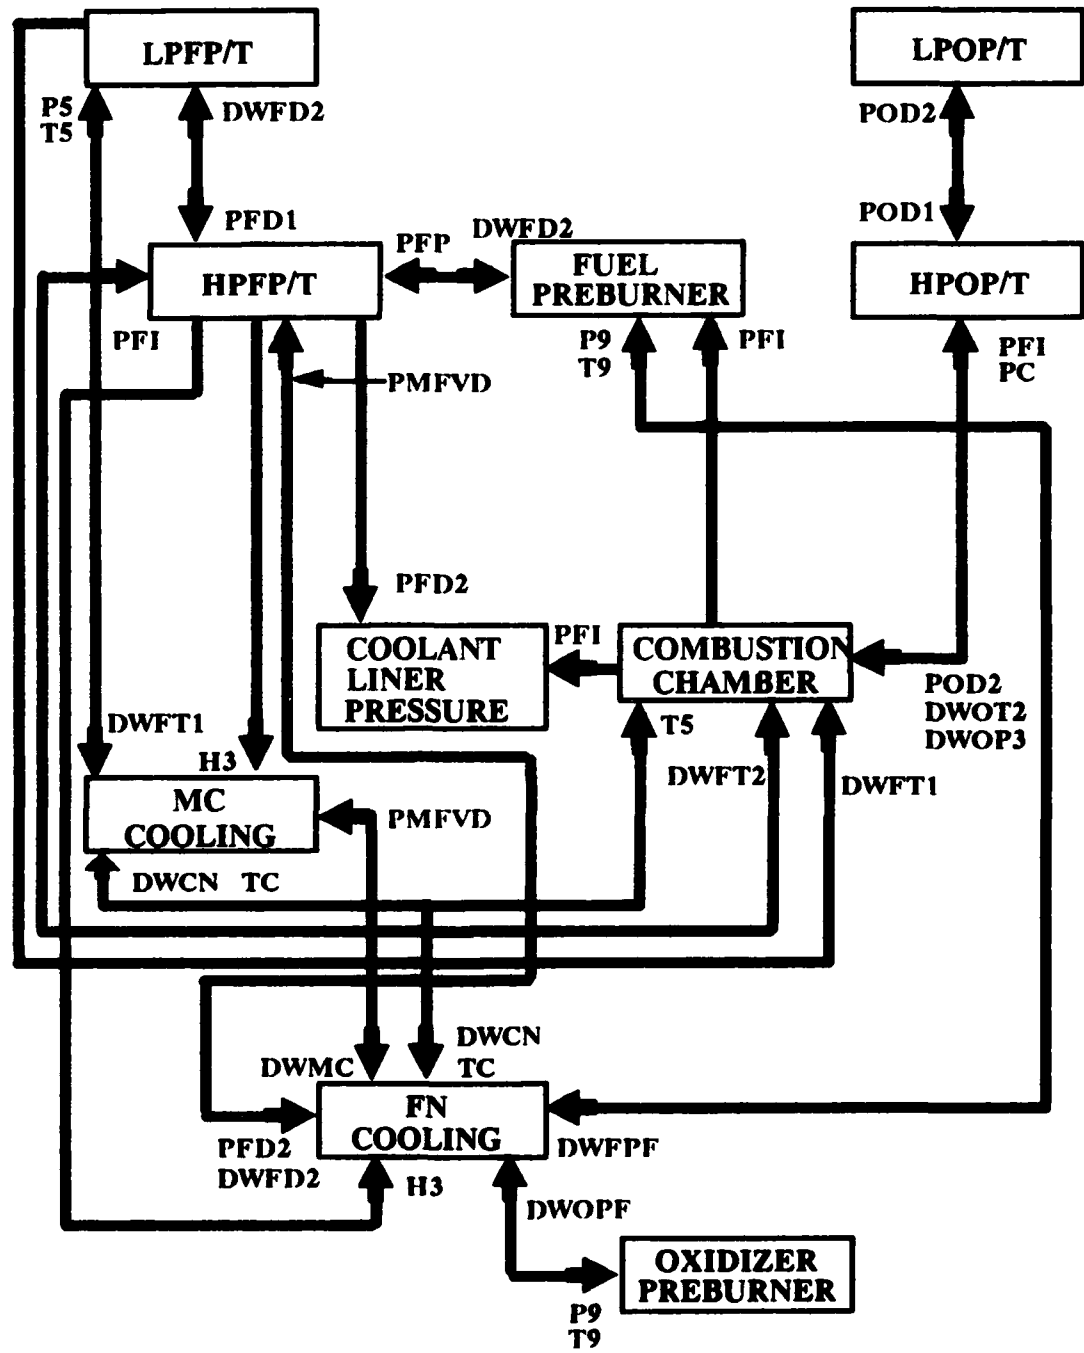 LPFP/T
LPOP/T
P5
T5
DWFD2
POD2
PFD1
POD1
PFP
DWFD2
HPFP/T
FUEL
PREBURNER
HPOP/T
PFI
P9
T9
PFI
PFI
PC
PMFVD
PFD2
COOLANT
LINER
PRESSURE
PFI
COMBUSTION
CHAMBER
POD2
DWOT2
DWOP3
DWFT1
H3
T5
DWFT2
DWFT1
MC
COOLING
PMFVD
DWCN TC
DWMC
DWCN
TC
FN
COOLING
PFD2
DWFD2
H3
DWFPF
DWOPF
OXIDIZER
PREBURNER
P9
T9